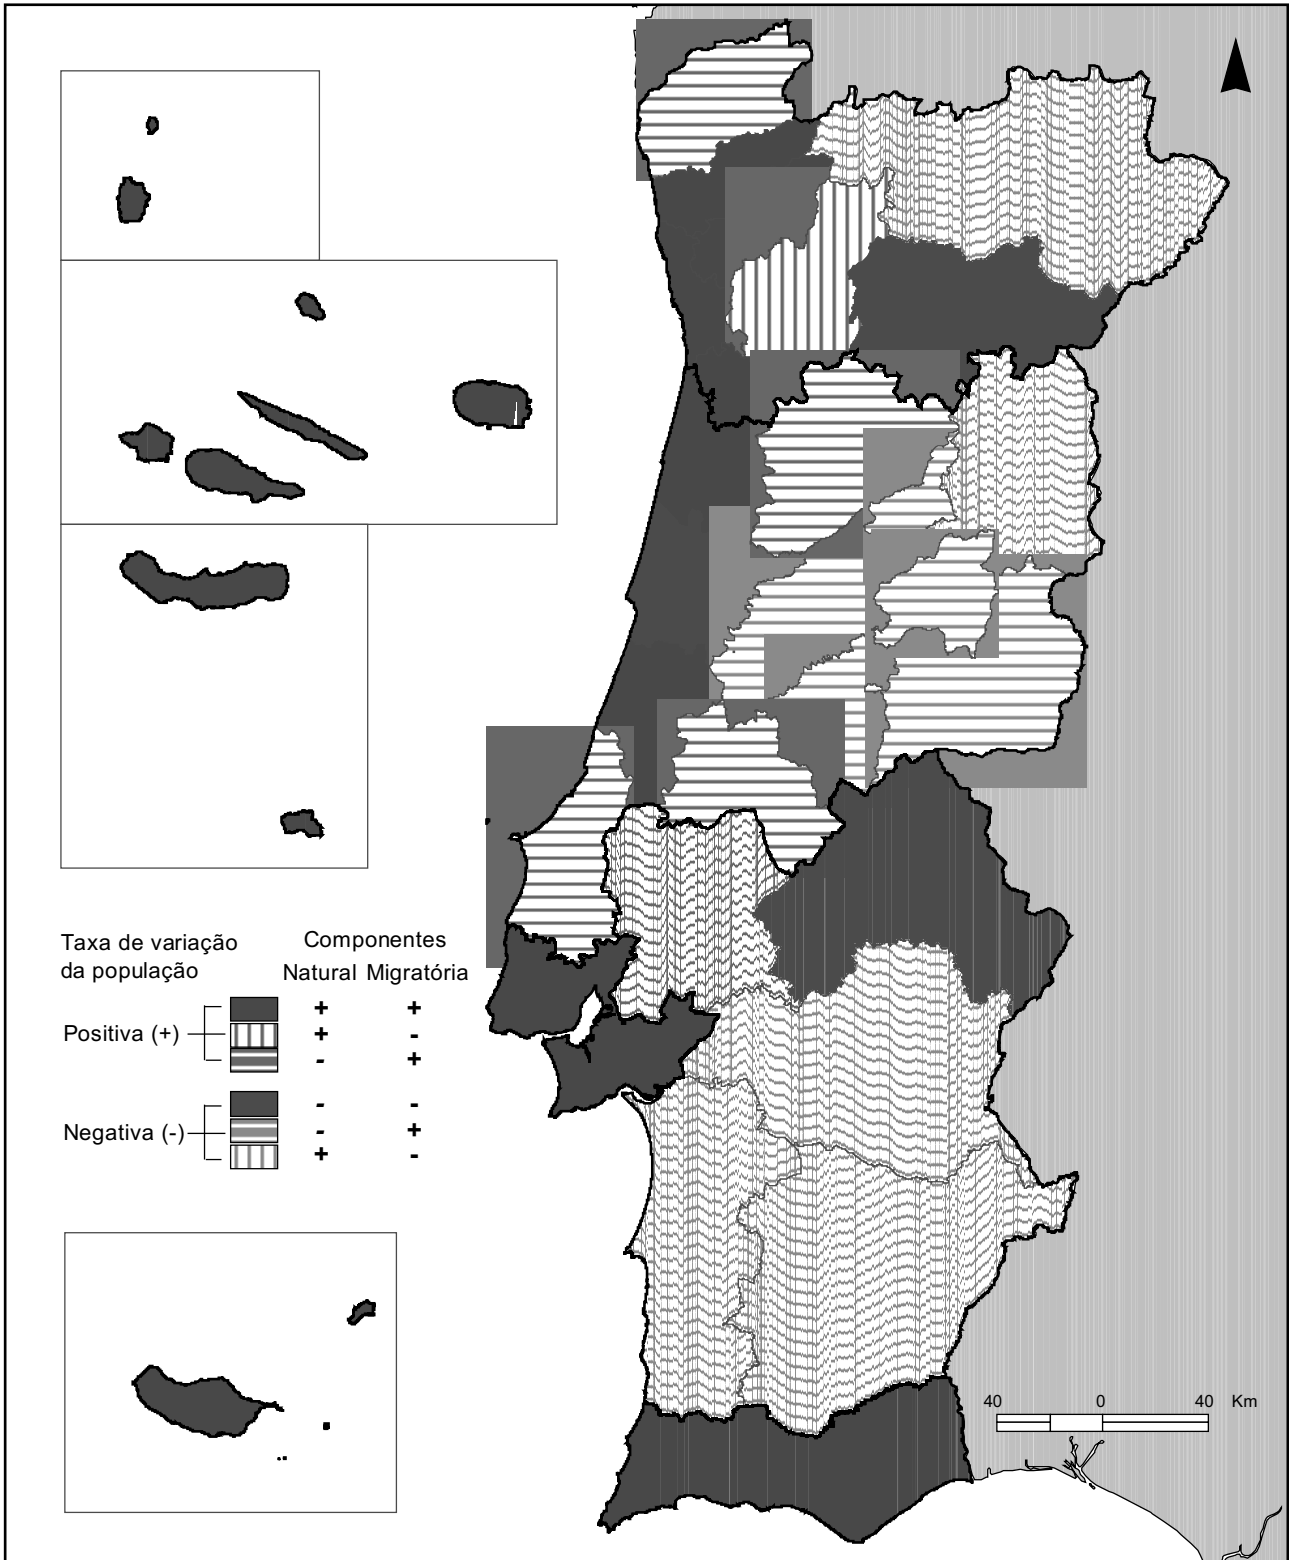 Taxa de variação
da população
Componentes
Natural Migratória
+ +
Positiva (+) + -
- +
- -
Negativa (-) - +
+ -
40 0 40 Km